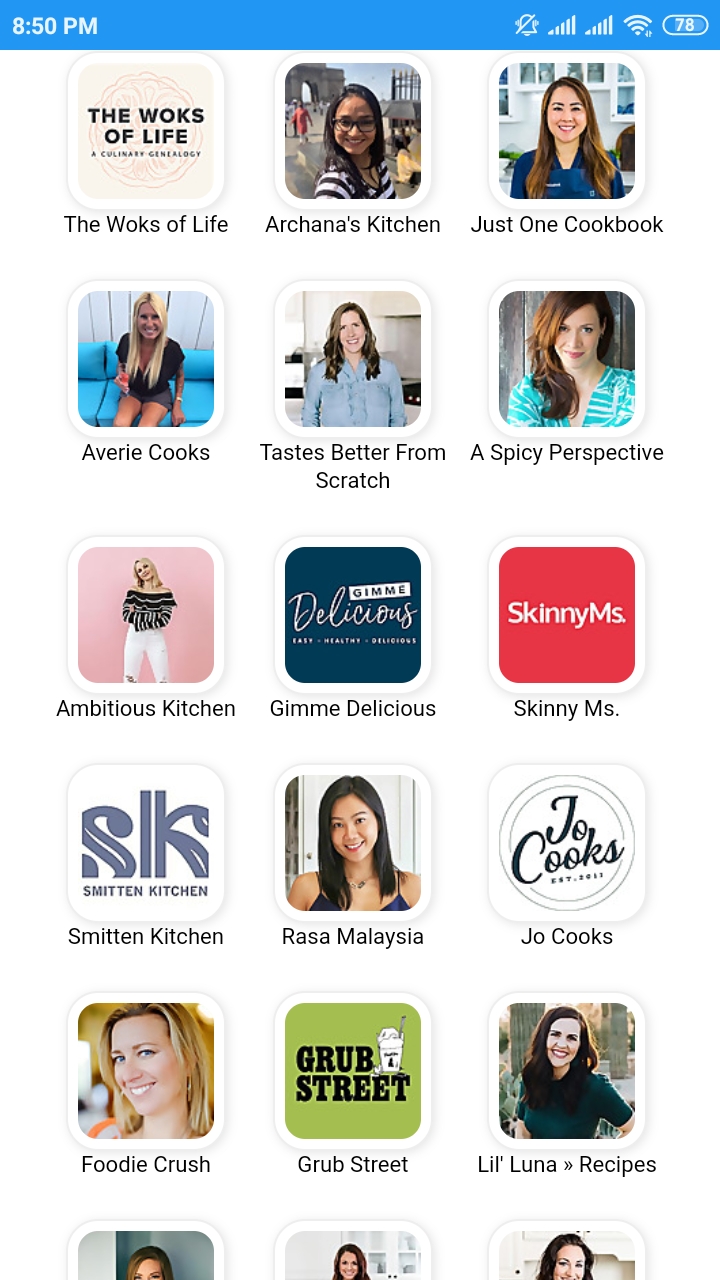 8:50 PM 78
THE WOKS
OF LIFE
A CULINARY GENEALOGY
The Woks of Life Archana's Kitchen Just One Cookbook
Averie Cooks Tastes Better From A Spicy Perspective
Scratch
GIMME
Delicious
EASY - HEALTHY - DELICIOUS
SkinnyMs.
Ambitious Kitchen Gimme Delicious Skinny Ms.
sk
SMITTEN KITCHEN
Jo
Cooks
EST. 2011
Smitten Kitchen Rasa Malaysia Jo Cooks
GRUB
STREET
Foodie Crush Grub Street Lil' Luna » Recipes